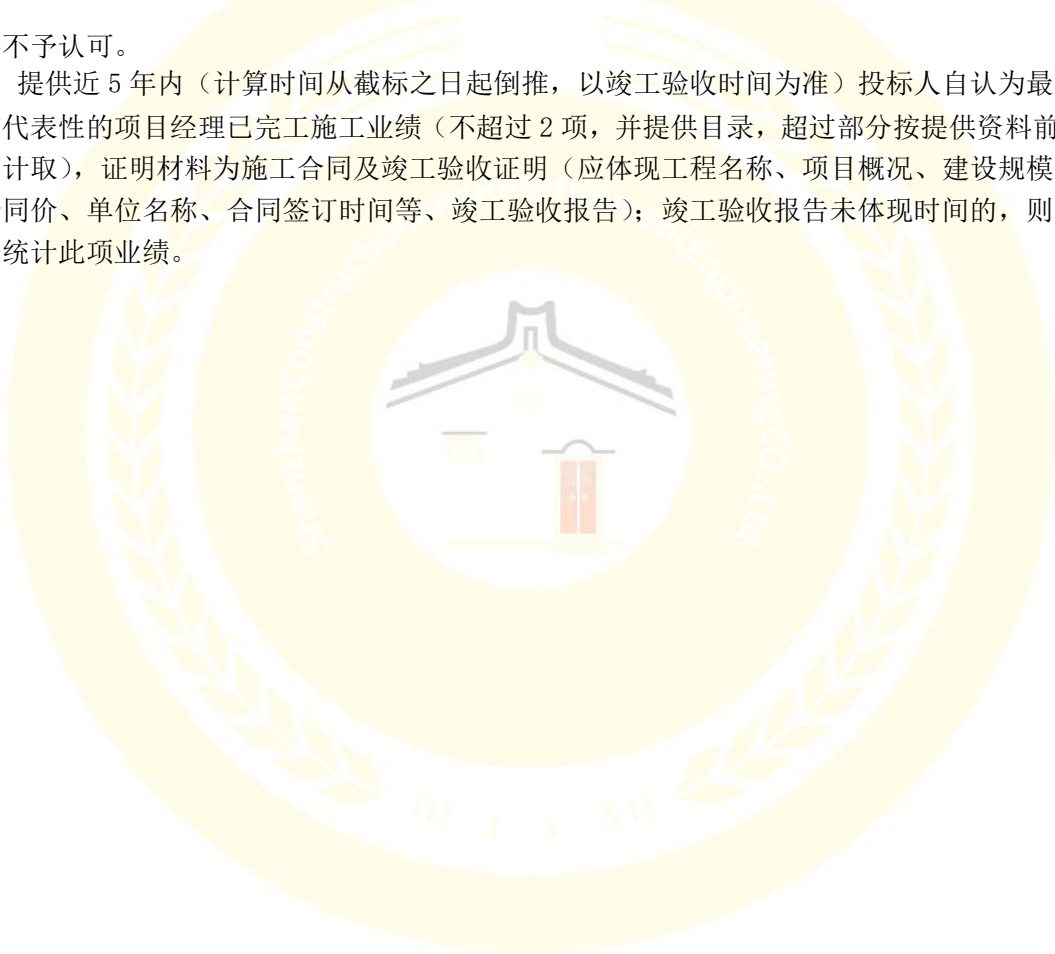 不予认可。
提供近 5 年内（计算时间从截标之日起倒推，以竣工验收时间为准）投标人自认为最
代表性的项目经理已完工施工业绩（不超过 2 项，并提供目录，超过部分按提供资料前
计取），证明材料为施工合同及竣工验收证明（应体现工程名称、项目概况、建设规模
同价、单位名称、合同签订时间等、竣工验收报告）；竣工验收报告未体现时间的，则
统计此项业绩。